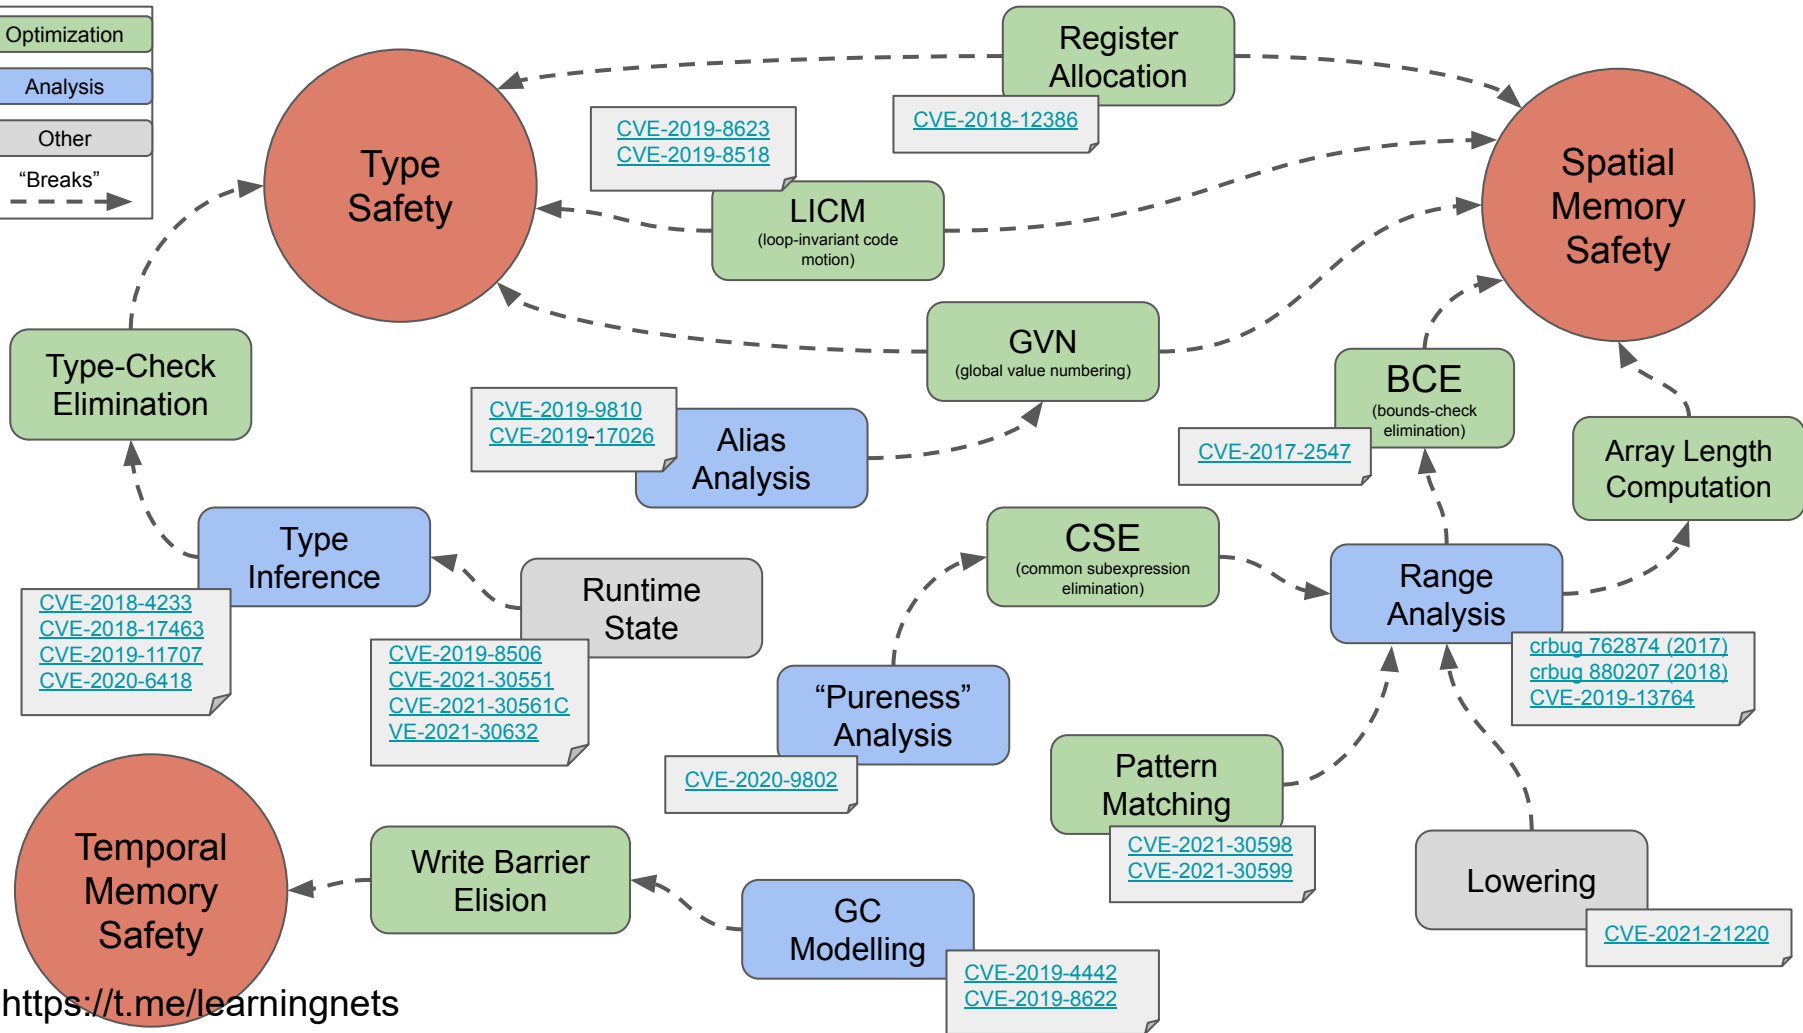 Optimization
Analysis
Other
“Breaks”
Register
Allocation
CVE-2018-12386
CVE-2019-8623
CVE-2019-8518
Type
Safety
LICM
(loop-invariant code
motion)
Spatial
Memory
Safety
GVN
(global value numbering)
Type-Check
Elimination
BCE
(bounds-check
elimination)
CVE-2017-2547
CVE-2019-9810
CVE-2019-17026
Alias
Analysis
Array Length
Computation
Type
Inference
CVE-2018-4233
CVE-2018-17463
CVE-2019-11707
CVE-2020-6418
Runtime
State
CVE-2019-8506
CVE-2021-30551
CVE-2021-30561C
VE-2021-30632
CSE
(common subexpression
elimination)
Range
Analysis
crbug 762874 (2017)
crbug 880207 (2018)
CVE-2019-13764
“Pureness”
Analysis
CVE-2020-9802
Pattern
Matching
CVE-2021-30598
CVE-2021-30599
Lowering
CVE-2021-21220
Temporal
Memory
Safety
Write Barrier
Elision
GC
Modelling
CVE-2019-4442
CVE-2019-8622
https://t.me/learningnets